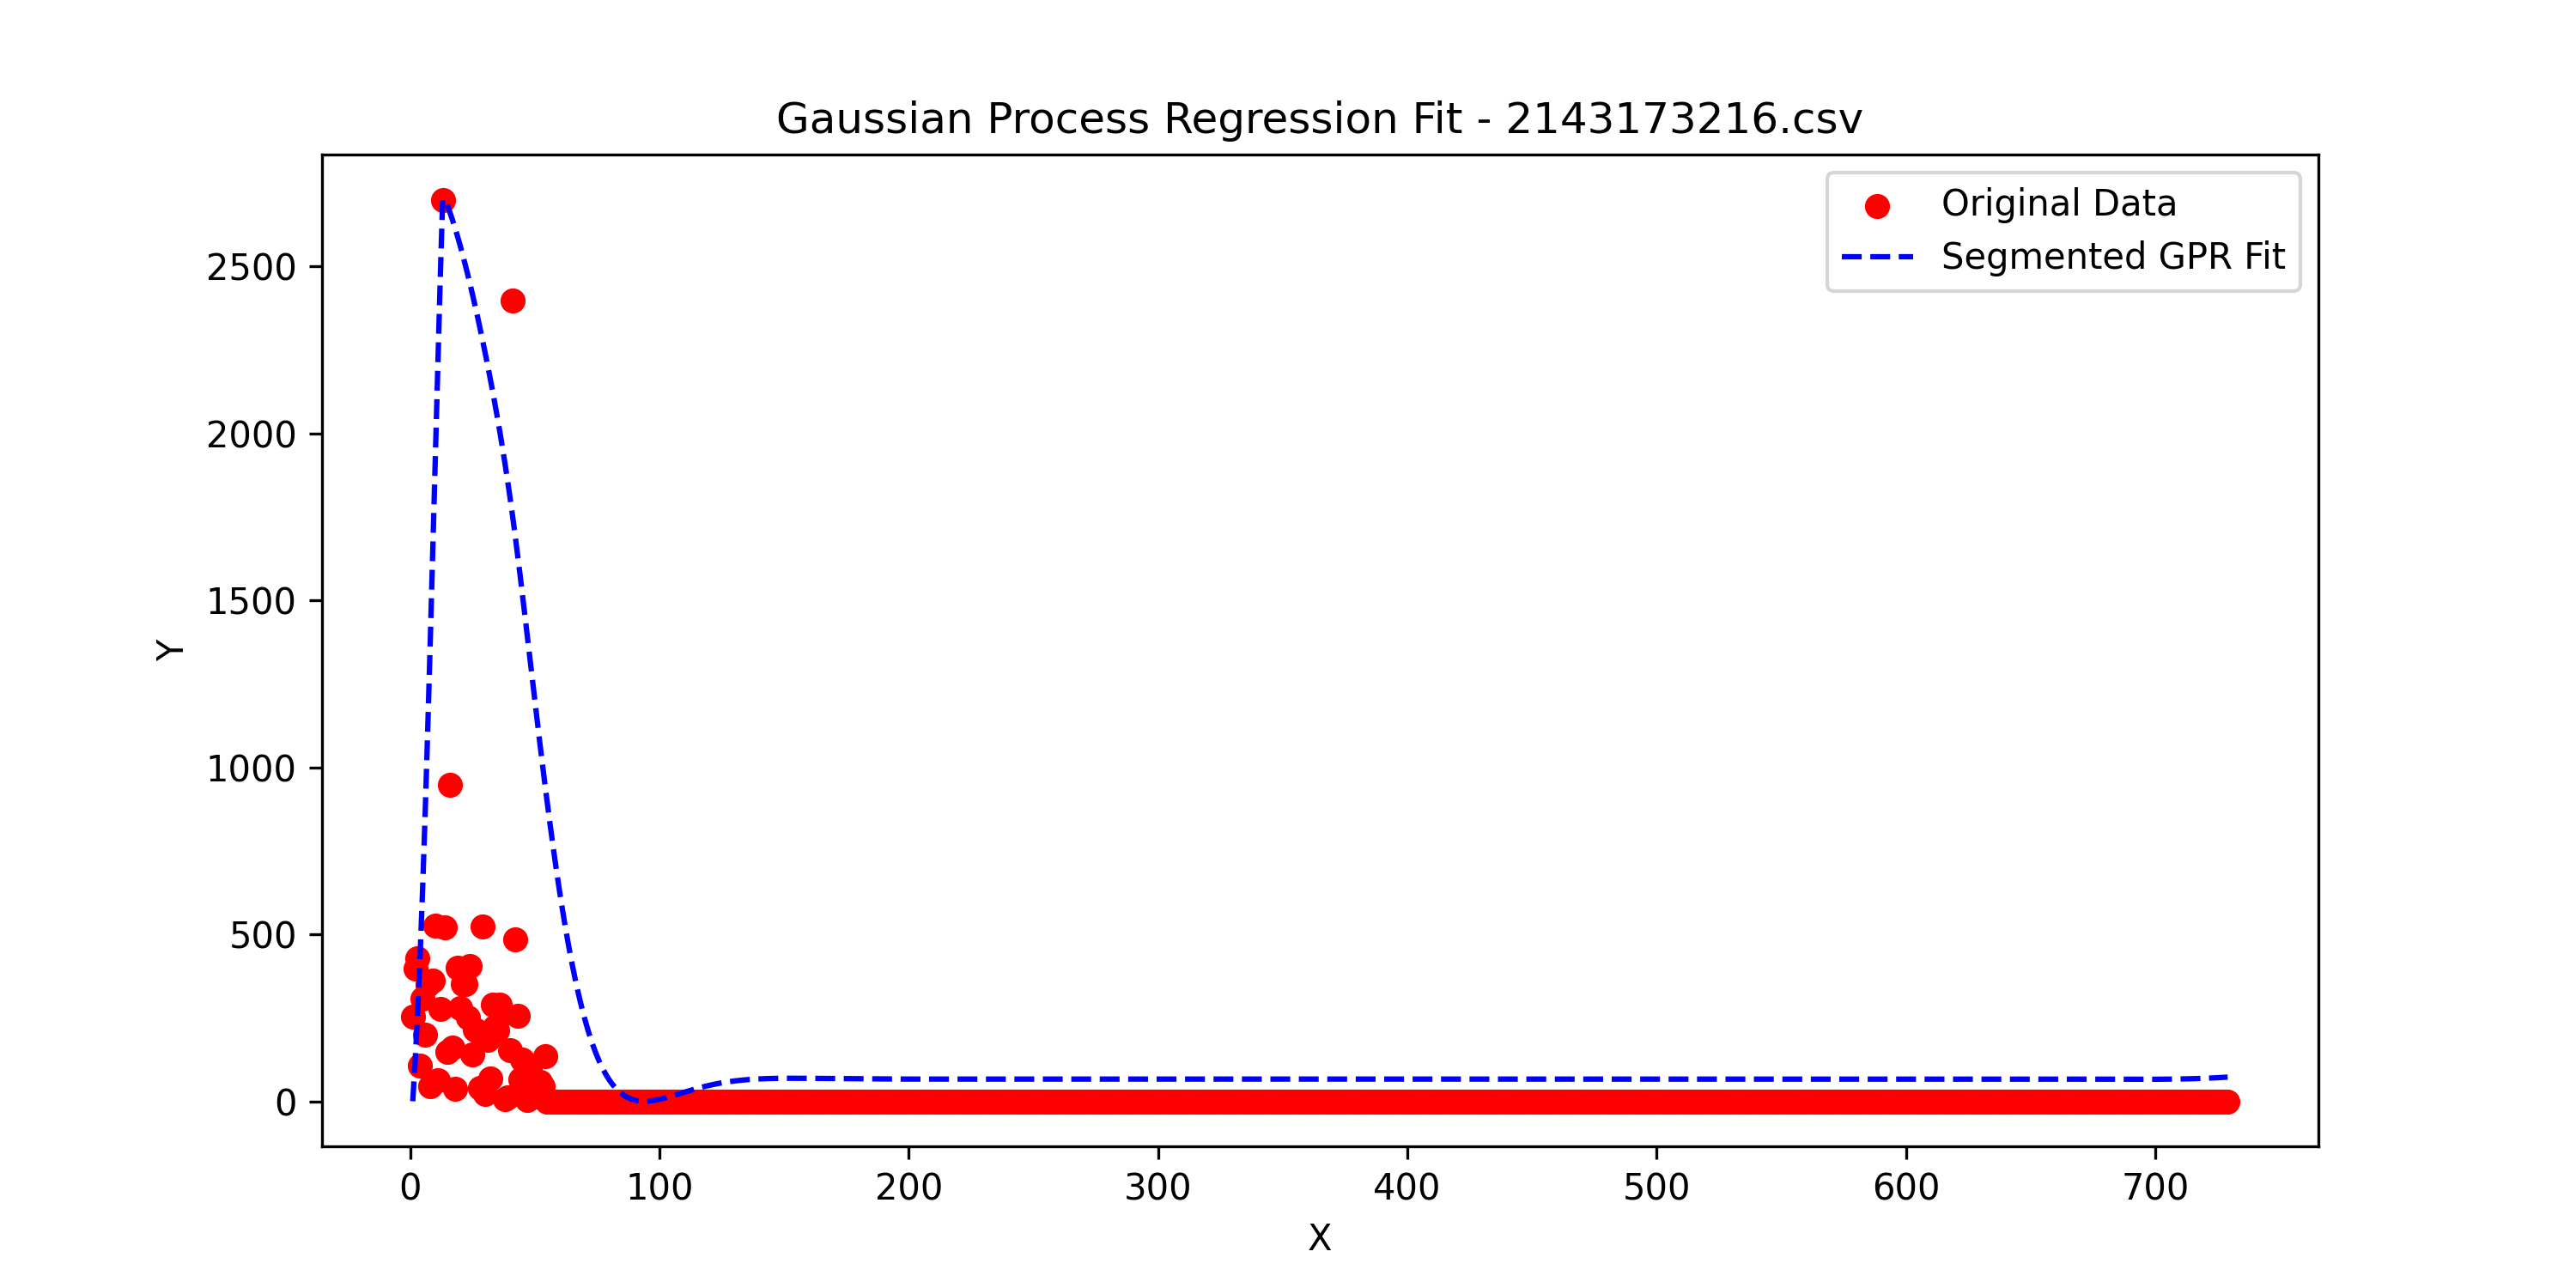 Gaussian Process Regression Fit - 2143173216.csv
Original Data
Segmented GPR Fit
2500
2000
1500
1000
500
0
Y
0 100 200 300 400 500 600 700
X